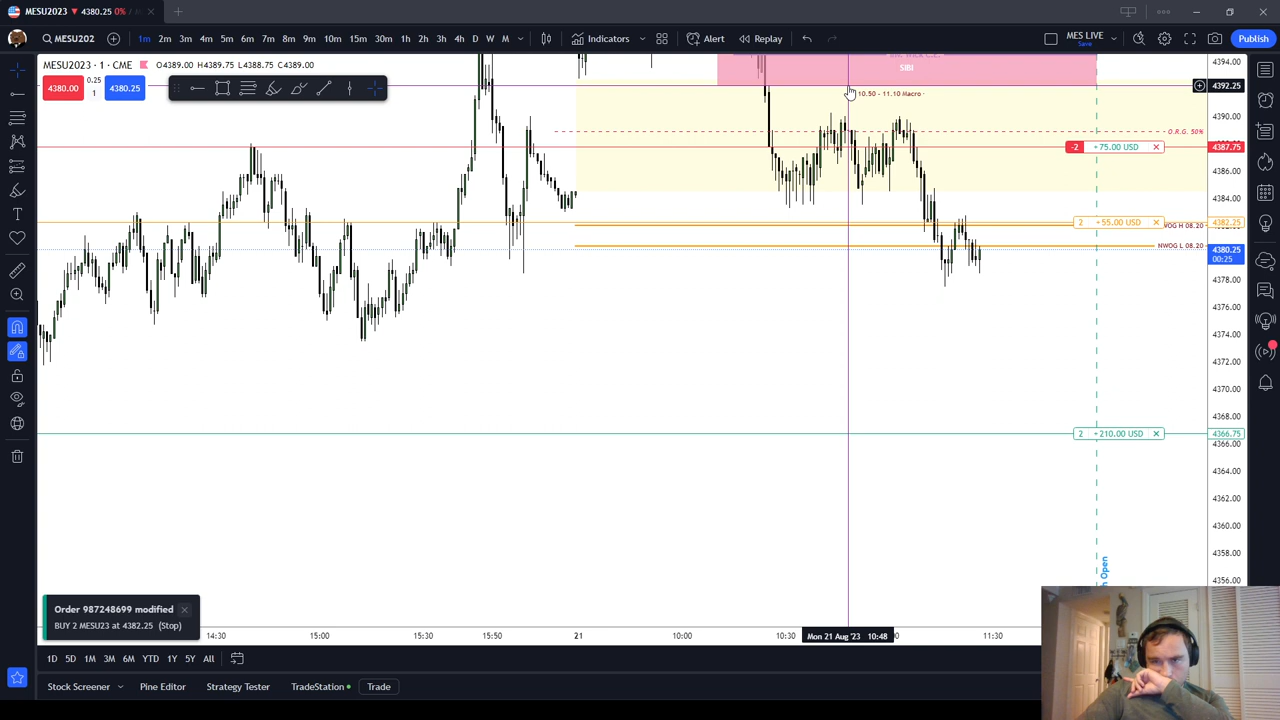 MESU2023 4380.25 0%
MESU202 1m 2m 3m 4m 5m 6m 7m 8m 9m 10m 15m 30m 1h 2h 3h 4h D W M Indicators Alert Replay MES LIVE Save Publish
MESU2023 · 1 · CME O4389.00 H4389.75 L4388.75 C4389.00
4380.00 0.25 1 4380.25
SIBI
10.50 - 11.10 Macro
O.R.G. 50%
-2 +75.00 USD
2 +55.00 USD
WOG H 08.20
NWOG L 08.20
2 +210.00 USD
4394.00
4392.25
4390.00
4387.75
4386.00
4384.00
4382.25
4380.25
00:25
4378.00
4376.00
4374.00
4372.00
4370.00
4368.00
4366.75
4366.00
4364.00
4362.00
4360.00
4358.00
4356.00
Open
Order 987248699 modified
BUY 2 MESU23 at 4382.25 (Stop)
14:30 15:00 15:30 15:50 21 10:00 10:30 Mon 21 Aug '23 10:48 11:30
1D 5D 1M 3M 6M YTD 1Y 5Y All
Stock Screener Pine Editor Strategy Tester TradeStation Trade